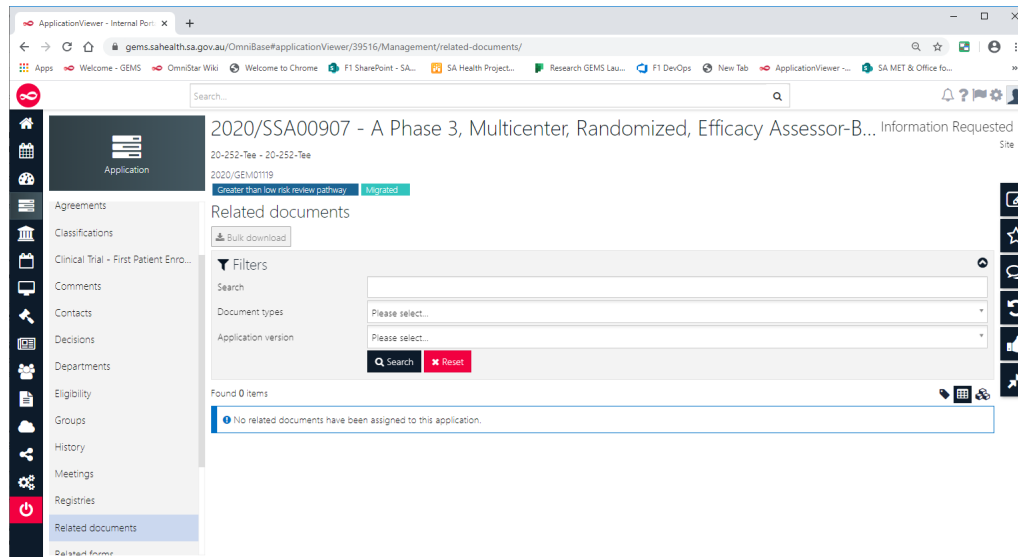 ApplicationViewer - Internal Port
gems.sahealth.sa.gov.au/OmniBase#applicationViewer/39516/Management/related-documents/
Apps Welcome - GEMS OmniStar Wiki Welcome to Chrome F1 SharePoint - SA... SA Health Project... Research GEMS Lau... F1 DevOps New Tab ApplicationViewer -... SA MET & Office fo... »
Search...
2020/SSA00907 - A Phase 3, Multicenter, Randomized, Efficacy Assessor-B... Information Requested
Site
20-252-Tee - 20-252-Tee
2020/GEM01119
Greater than low risk review pathway Migrated
Application
Agreements
Classifications
Clinical Trial - First Patient Enro...
Comments
Contacts
Decisions
Departments
Eligibility
Groups
History
Meetings
Registries
Related documents
Related forms
Related documents
Bulk download
Filters
Search
Document types Please select...
Application version Please select...
Search Reset
Found 0 items
No related documents have been assigned to this application.